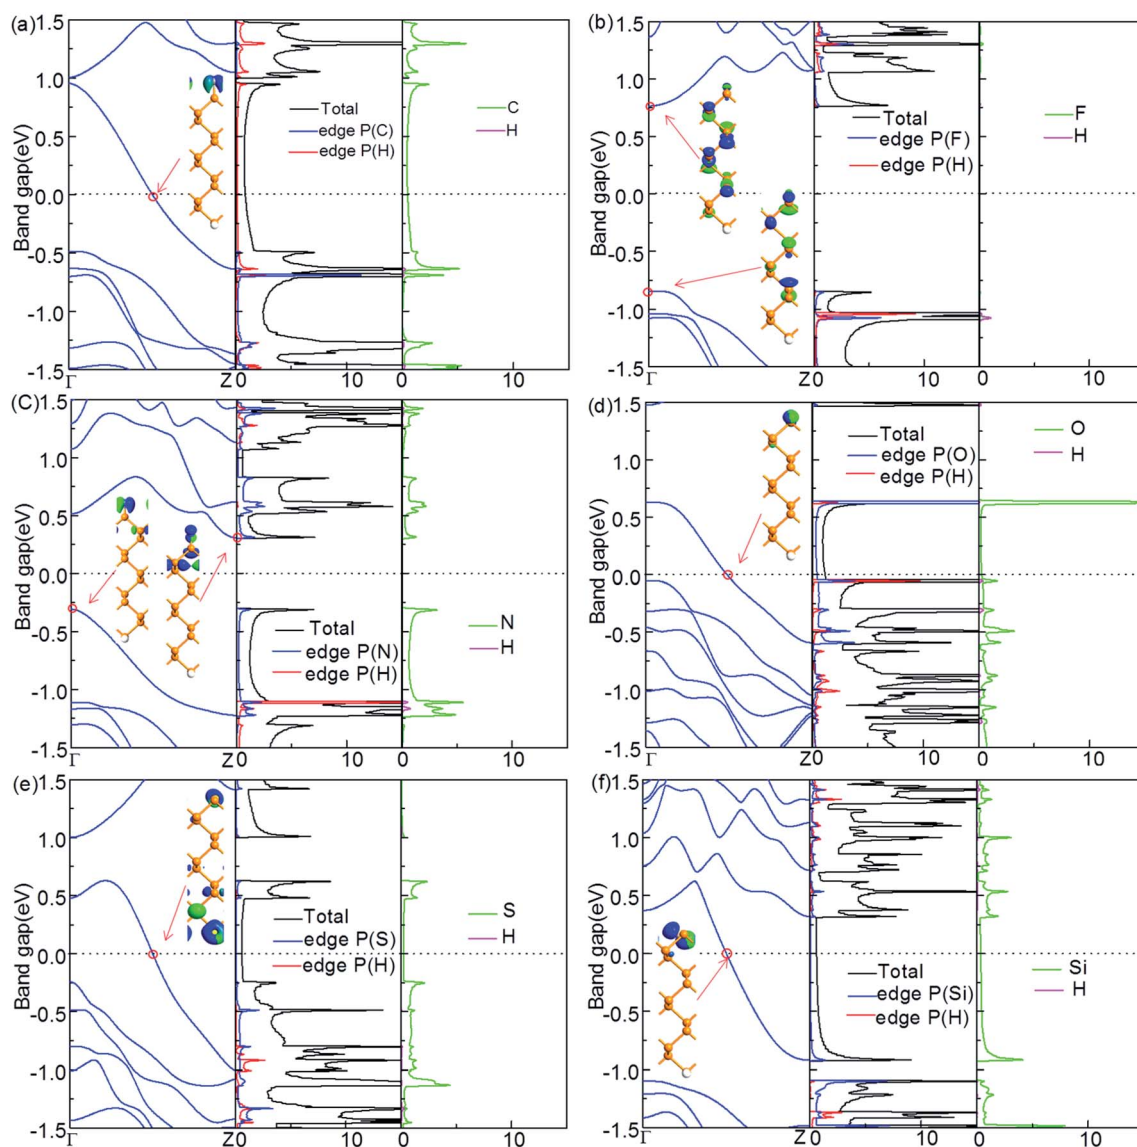 (a)
Band gap(eV)
1.5
1.0
0.5
0.0
-0.5
-1.0
-1.5
Γ
Z
0
10
0
10
Total
edge P(C)
edge P(H)
C
H
(b)
Band gap(eV)
1.5
1.0
0.5
0.0
-0.5
-1.0
-1.5
Γ
Z
0
10
0
10
Total
edge P(F)
edge P(H)
F
H
(C)
Band gap(eV)
1.5
1.0
0.5
0.0
-0.5
-1.0
-1.5
Γ
Z
0
10
0
10
Total
edge P(N)
edge P(H)
N
H
(d)
Band gap(eV)
1.5
1.0
0.5
0.0
-0.5
-1.0
-1.5
Γ
Z
0
10
0
10
Total
edge P(O)
edge P(H)
O
H
(e)
Band gap(eV)
1.5
1.0
0.5
0.0
-0.5
-1.0
-1.5
Γ
Z
0
10
0
10
Total
edge P(S)
edge P(H)
S
H
(f)
Band gap(eV)
1.5
1.0
0.5
0.0
-0.5
-1.0
-1.5
Γ
Z
0
10
0
10
Total
edge P(Si)
edge P(H)
Si
H